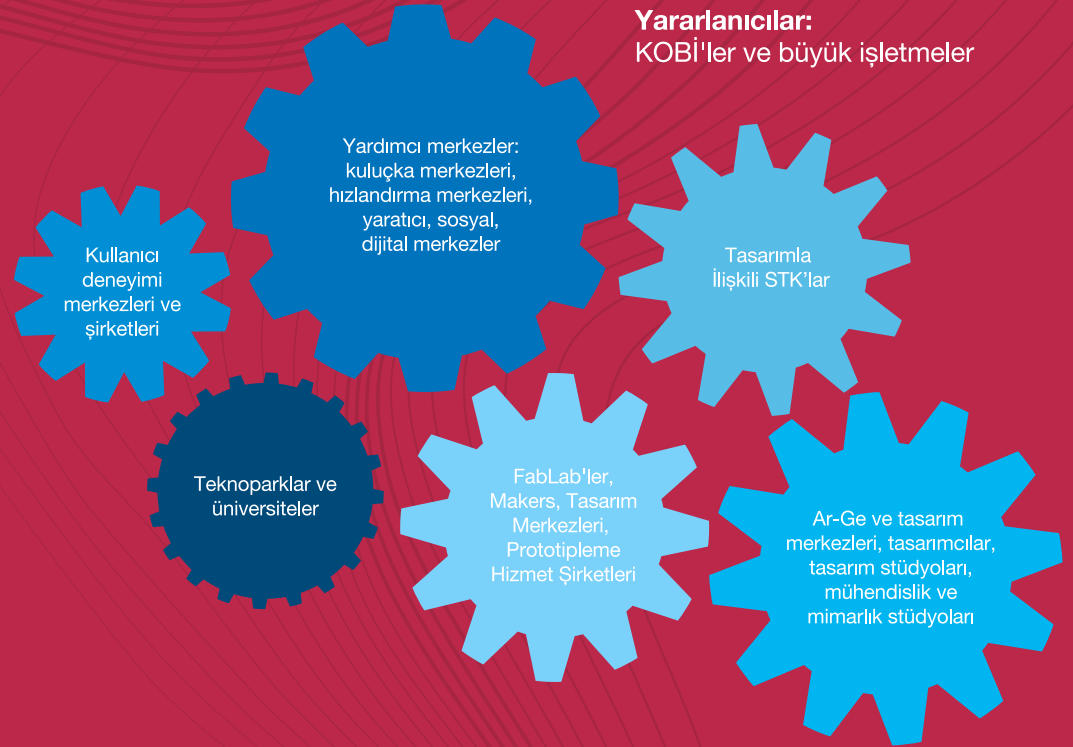 Yararlanıcılar:
KOBİ'ler ve büyük işletmeler
Yardımcı merkezler:
kuluçka merkezleri,
hızlandırma merkezleri,
yaratıcı, sosyal,
dijital merkezler
Kullanıcı
deneyimi
merkezleri ve
şirketleri
Tasarımla
İlişkili STK’lar
Teknoparklar ve
üniversiteler
FabLab'ler,
Makers, Tasarım
Merkezleri,
Prototipleme
Hizmet Şirketleri
Ar-Ge ve tasarım
merkezleri, tasarımcılar,
tasarım stüdyoları,
mühendislik ve
mimarlık stüdyoları